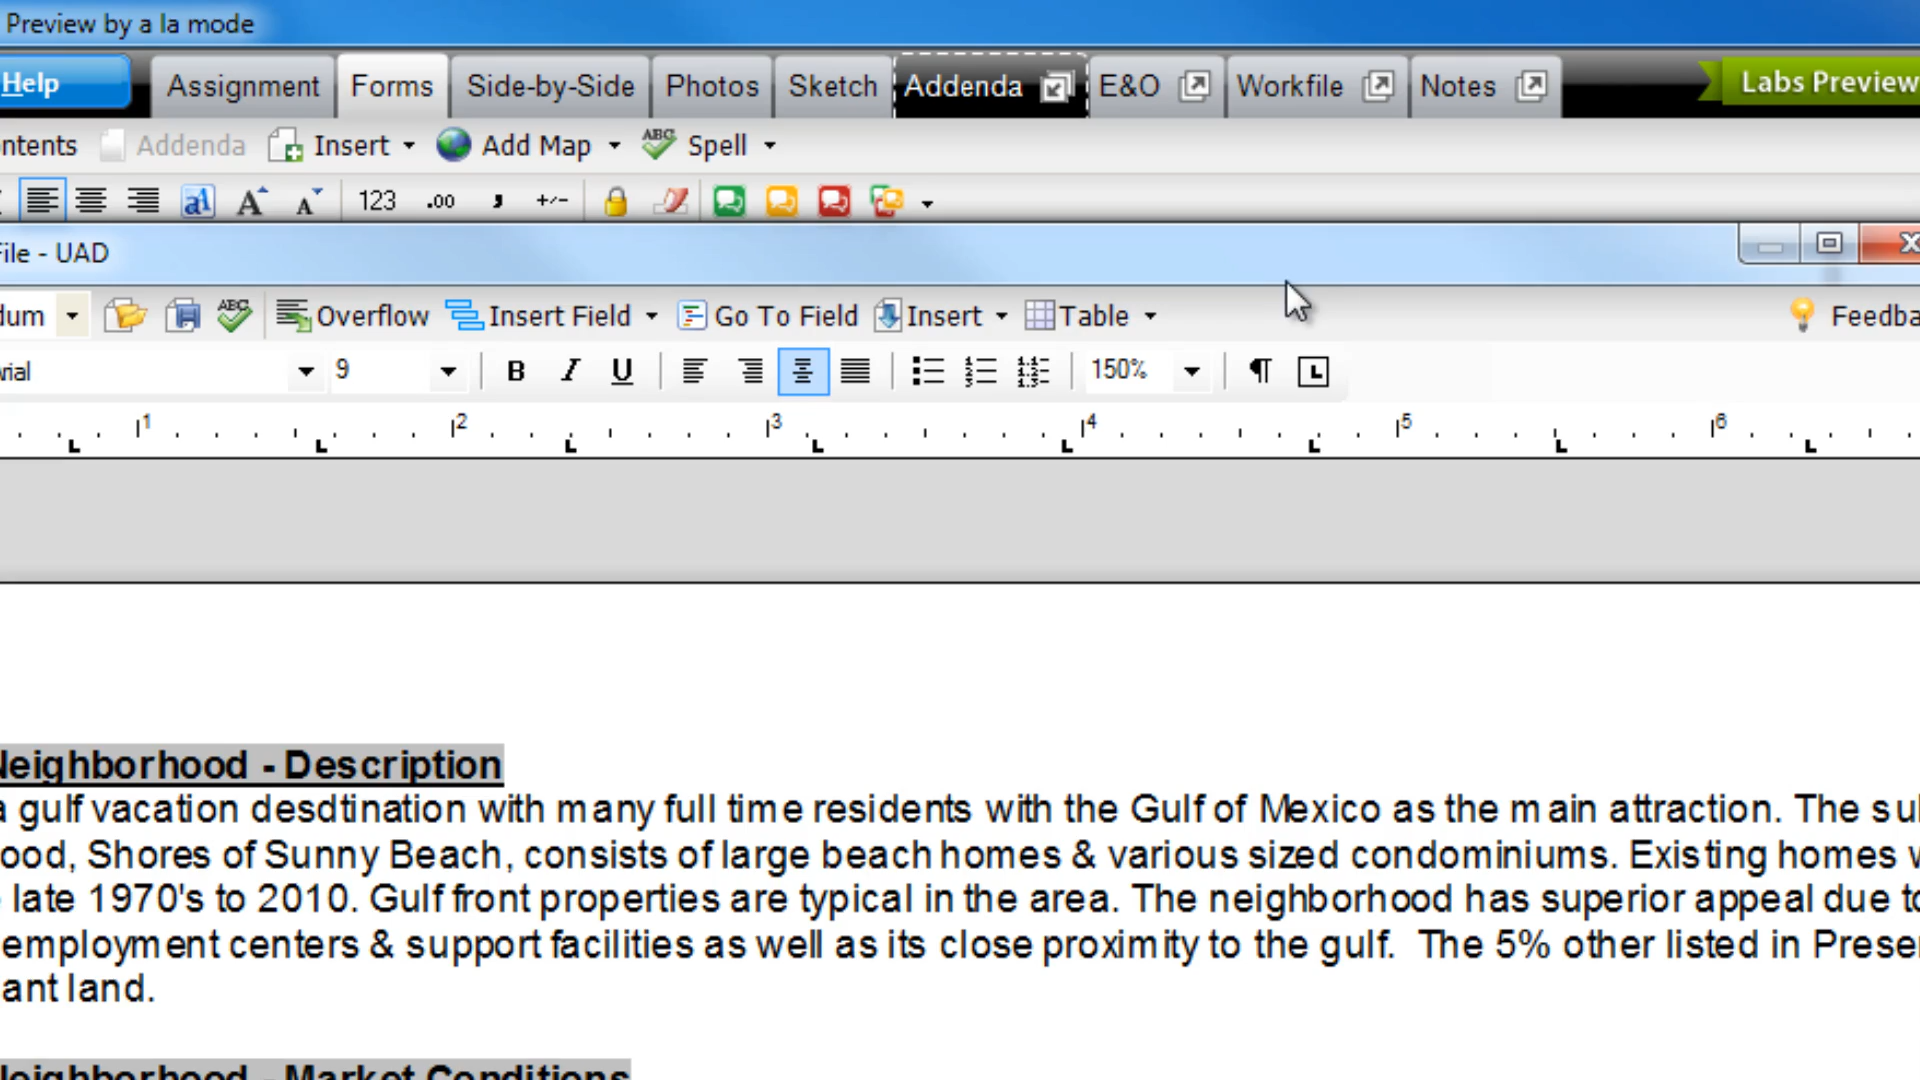 Preview by a la mode
Help Assignment Forms Side-by-Side Photos Sketch Addenda E&O Workfile Notes Labs Preview
ntents Addenda Insert Add Map ABC Spell
a 123 .00 , +/-
File - UAD
dum ABC Overflow Insert Field Go To Field Insert Table Feedba
rial 9 B I U 150% ¶
1 2 3 4 5 6
Neighborhood - Description
a gulf vacation desdtination with many full time residents with the Gulf of Mexico as the main attraction. The su
ood, Shores of Sunny Beach, consists of large beach homes & various sized condominiums. Existing homes w
late 1970's to 2010. Gulf front properties are typical in the area. The neighborhood has superior appeal due to
employment centers & support facilities as well as its close proximity to the gulf. The 5% other listed in Prese
ant land.
Neighborhood - Market Conditions